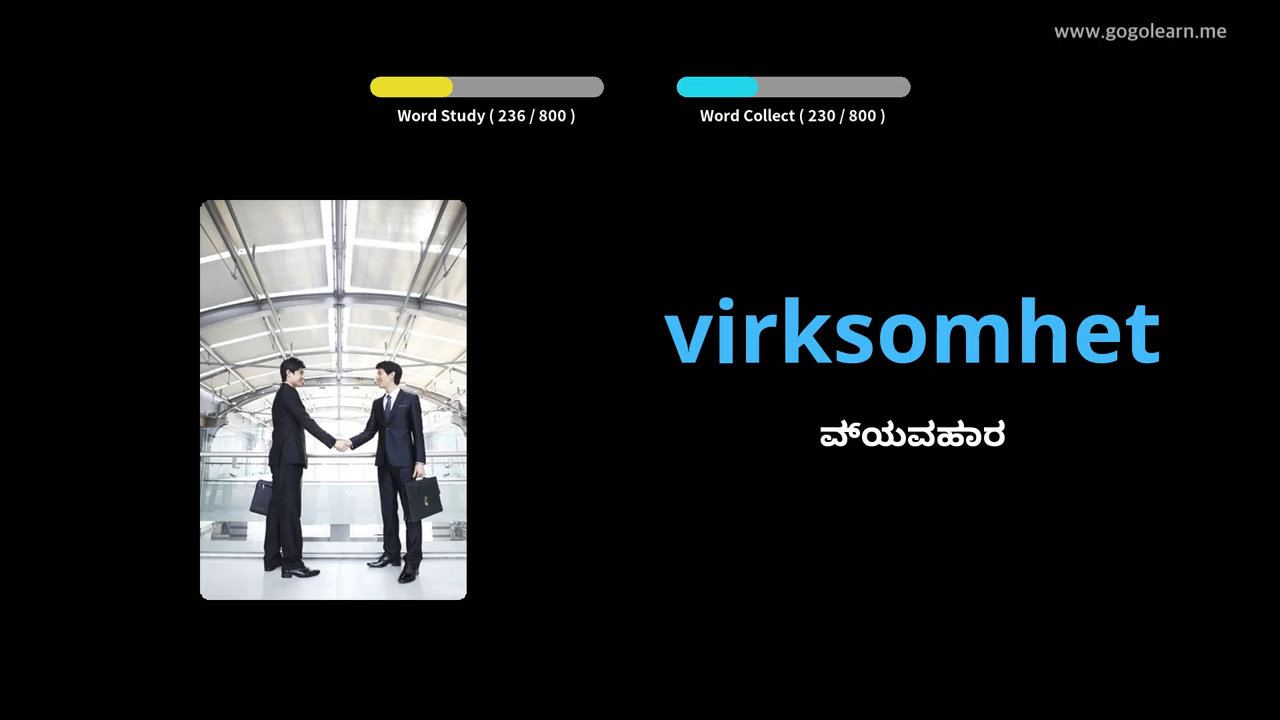 www.gogolearn.me
Word Study ( 236 / 800 )
Word Collect ( 230 / 800 )
virksomhet
ವ್ಯವಹಾರ